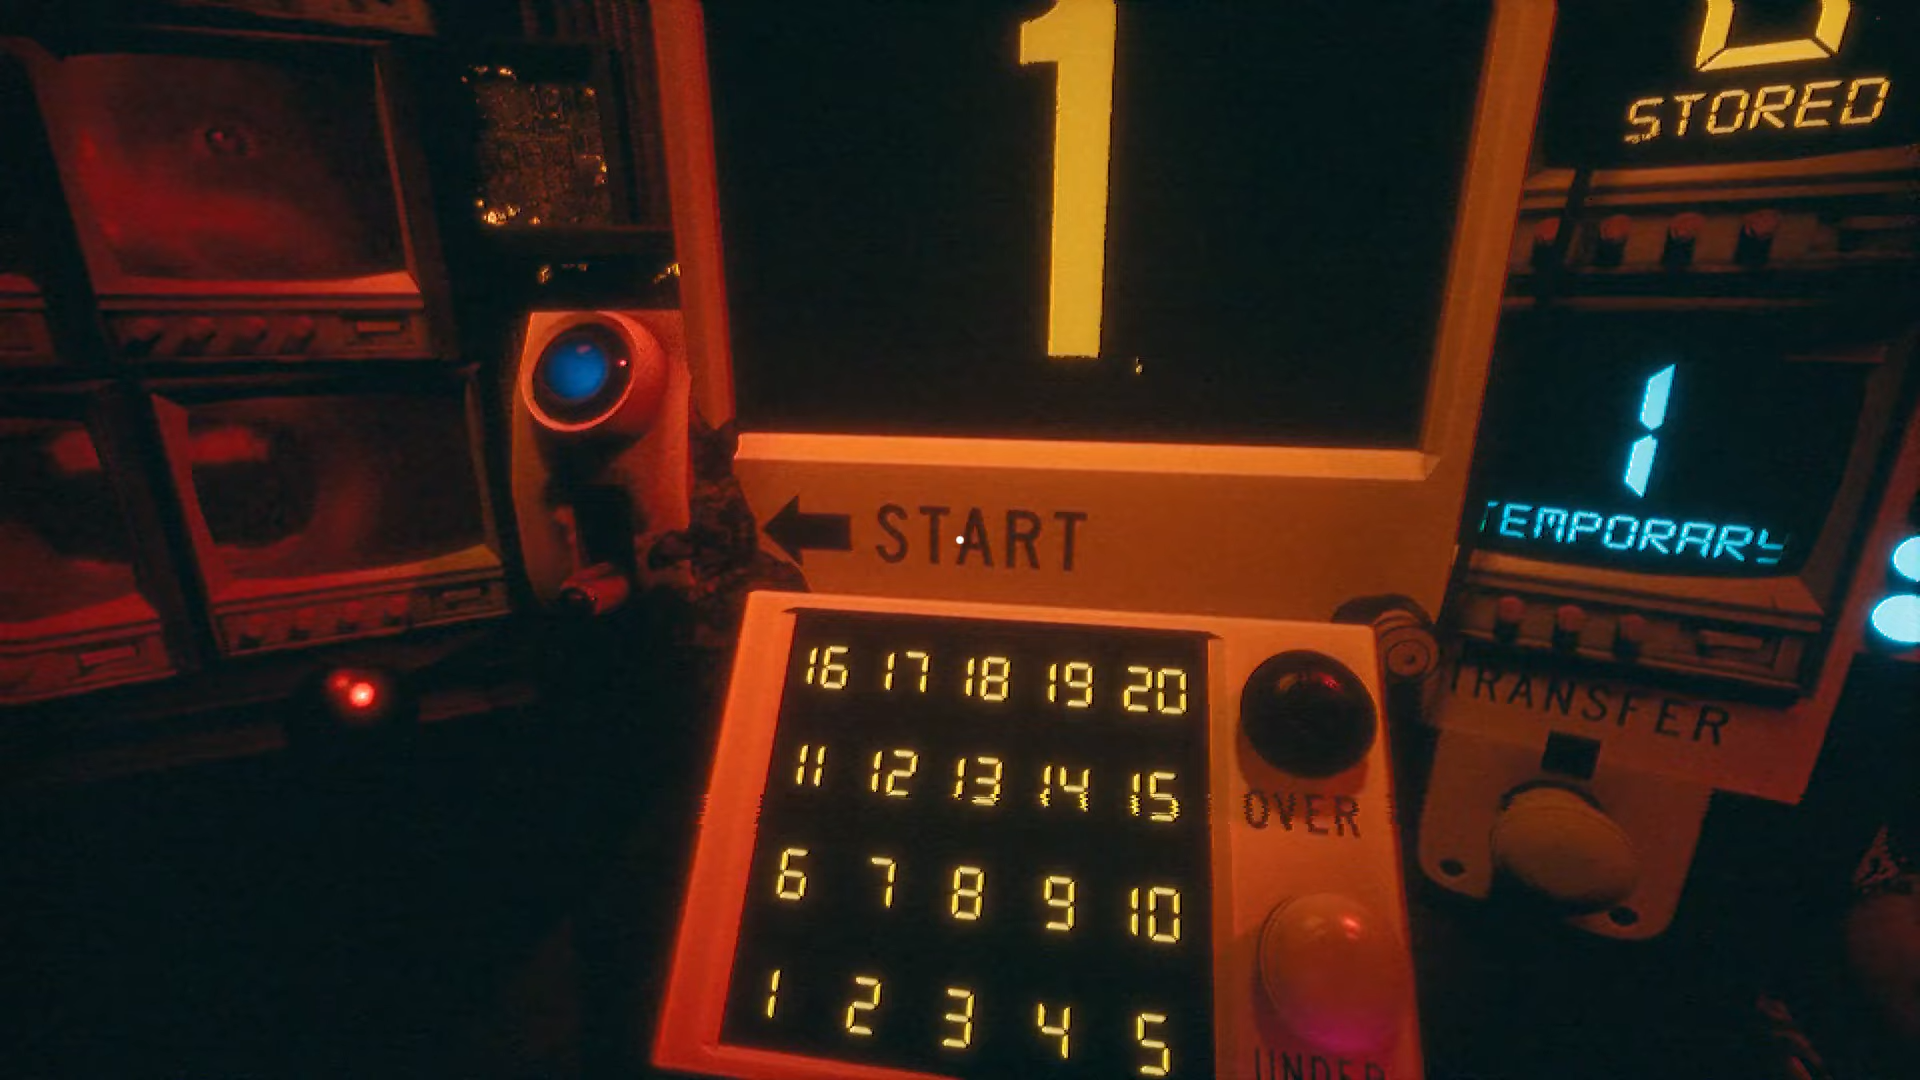 1
STORED
1
TEMPORARY
START
TRANSFER
16 17 18 19 20
11 12 13 14 15
6 7 8 9 10
1 2 3 4 5
OVER
UNDER